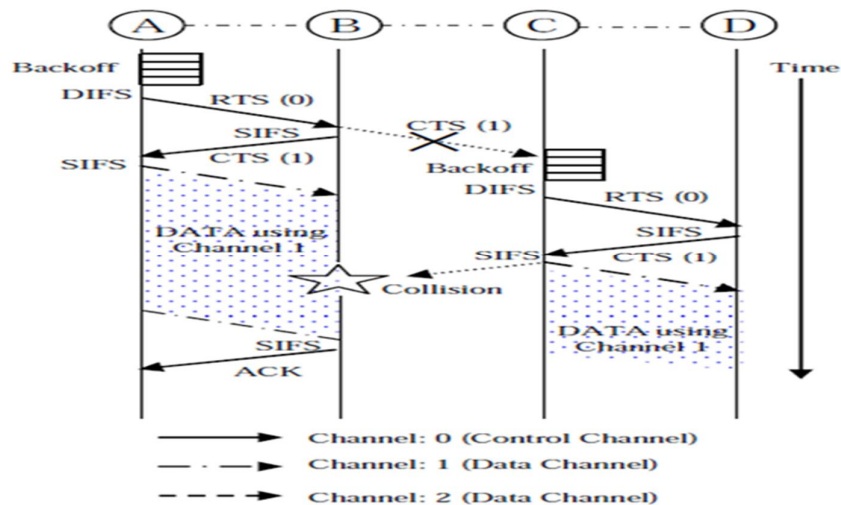 A B C D
Backoff
Time
DIFS
RTS (0)
CTS (1)
SIFS
CTS (1)
SIFS
Backoff
DIFS
RTS (0)
SIFS
CTS (1)
SIFS
DATA using
Channel 1
Collision
DATA using
Channel 1
SIFS
ACK
Channel: 0 (Control Channel)
Channel: 1 (Data Channel)
Channel: 2 (Data Channel)